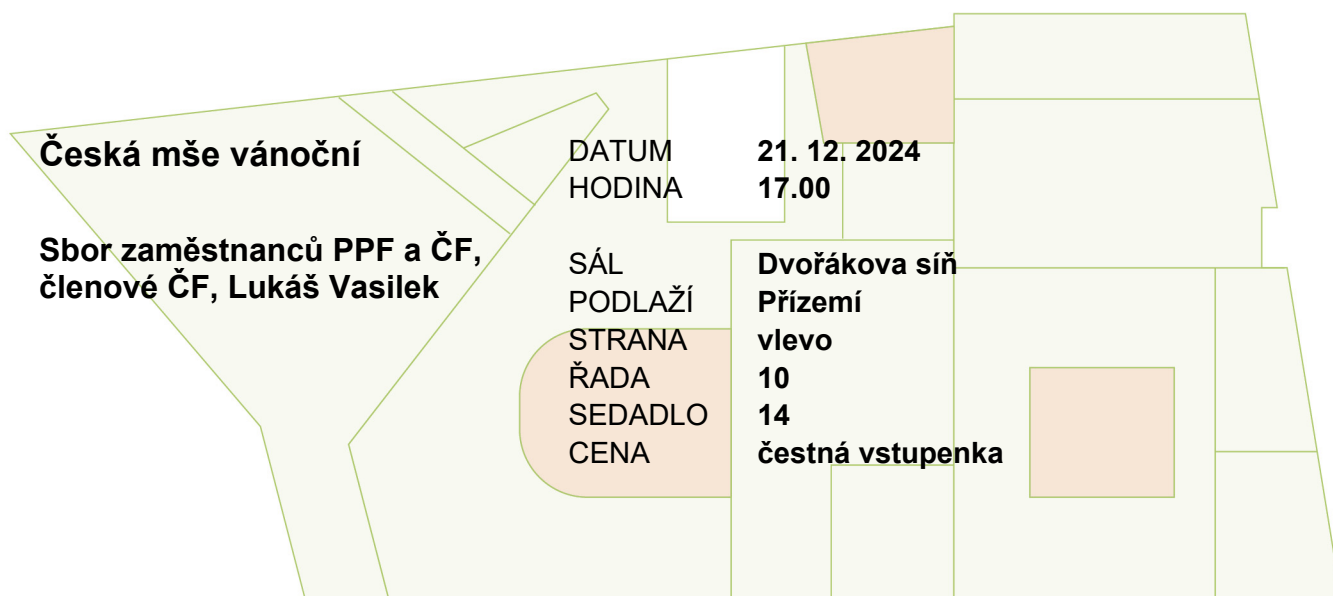 Česká mše vánoční
Sbor zaměstnanců PPF a ČF,
členové ČF, Lukáš Vasilek
DATUM 21. 12. 2024
HODINA 17.00
SÁL Dvořákova síň
PODLAŽÍ Přízemí
STRANA vlevo
ŘADA 10
SEDADLO 14
CENA čestná vstupenka